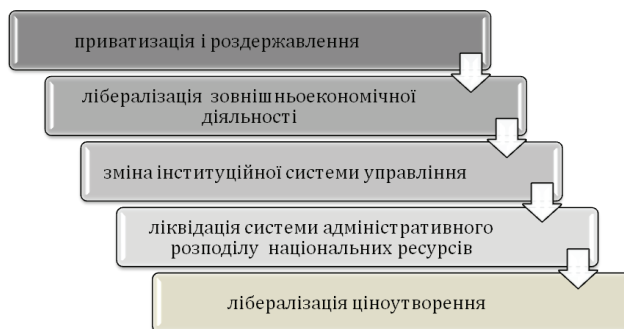 приватизація і роздержавлення
лібералізація зовнішньоекономічної
діяльності
зміна інституційної системи управління
ліквідація системи адміністративного
розподілу національних ресурсів
лібералізація ціноутворення